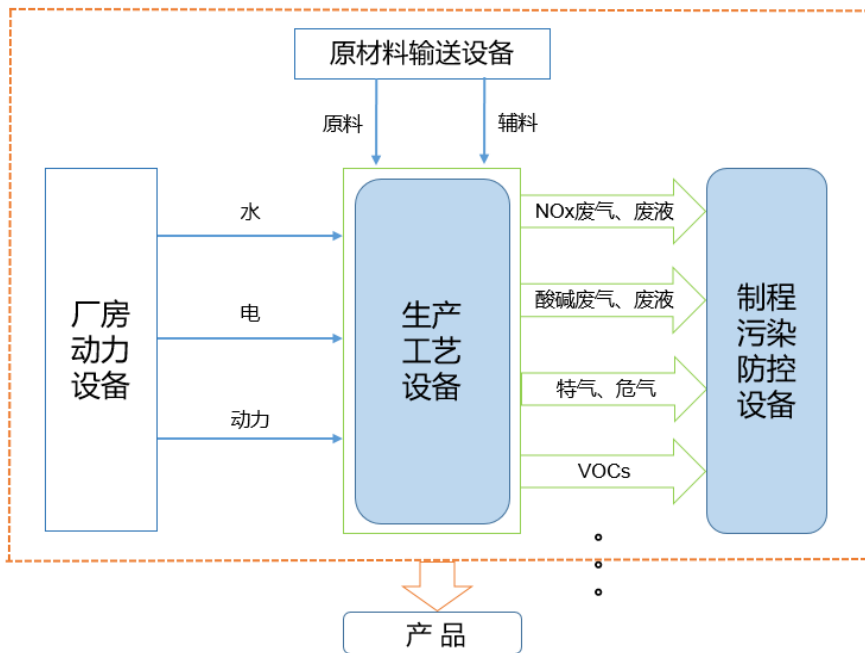 原材料输送设备
原料
辅料
厂房
动力
设备
水
电
动力
生产
工艺
设备
NOx废气、废液
酸碱废气、废液
特气、危气
VOCs
制程
污染
防控
设备
产 品